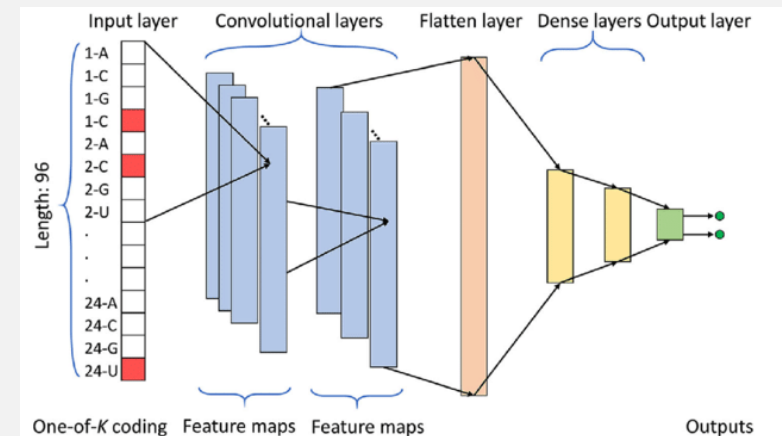 Input layer
Convolutional layers
Flatten layer
Dense layers
Output layer
Length: 96
1-A
1-C
1-G
1-C
2-A
2-C
2-G
2-U
.
.
.
24-A
24-C
24-G
24-U
One-of-K coding
Feature maps
Feature maps
Outputs